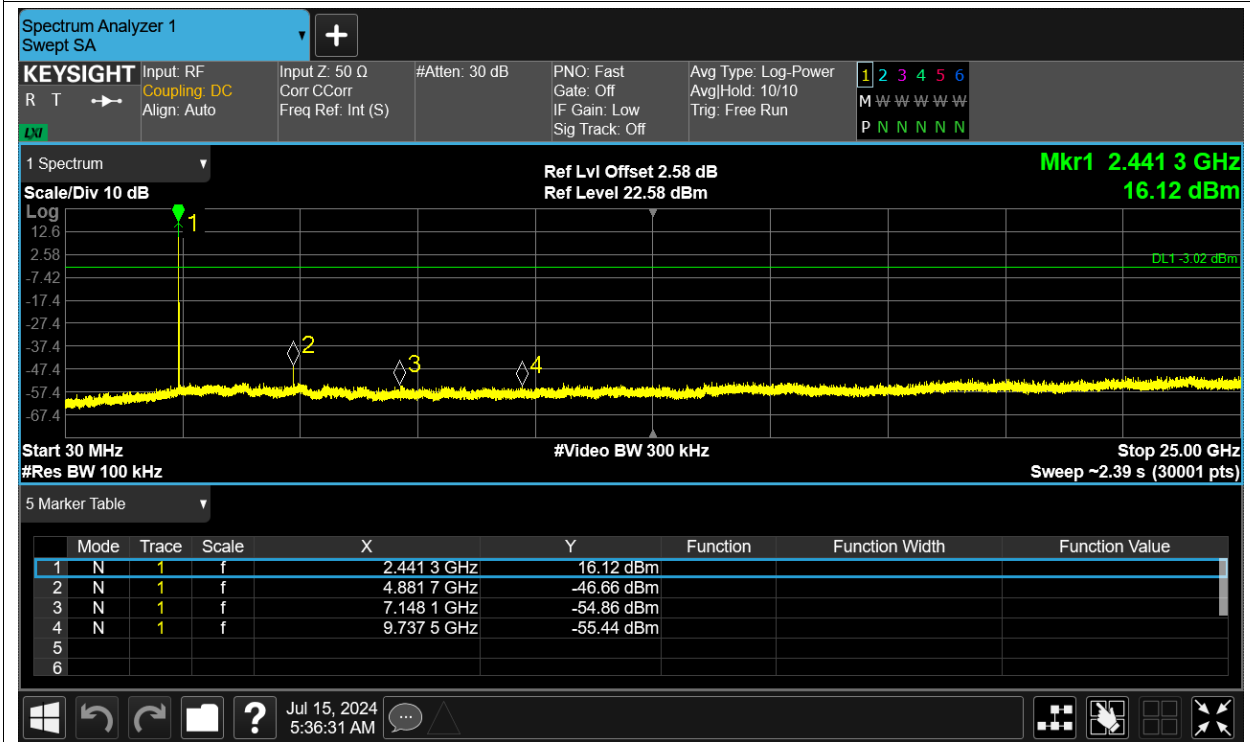 Spectrum Analyzer 1
Swept SA
+
KEYSIGHT Input: RF Input Z: 50 Ω #Atten: 30 dB PNO: Fast Avg Type: Log-Power 1 2 3 4 5 6
R T Coupling: DC Corr CCorr Gate: Off Avg|Hold: 10/10 M W W W W W
Align: Auto Freq Ref: Int (S) IF Gain: Low Trig: Free Run
LXI Sig Track: Off P N N N N N
1 Spectrum Ref Lvl Offset 2.58 dB Mkr1 2.441 3 GHz
Scale/Div 10 dB Ref Level 22.58 dBm 16.12 dBm
Log
1
12.6
2.58
DL1 -3.02 dBm
-7.42
-17.4
-27.4
-37.4
2
-47.4
3
4
-57.4
-67.4
Start 30 MHz #Video BW 300 kHz Stop 25.00 GHz
#Res BW 100 kHz Sweep ~2.39 s (30001 pts)
5 Marker Table
Mode Trace Scale X Y Function Function Width Function Value
1 N 1 f 2.441 3 GHz 16.12 dBm
2 N 1 f 4.881 7 GHz -46.66 dBm
3 N 1 f 7.148 1 GHz -54.86 dBm
4 N 1 f 9.737 5 GHz -55.44 dBm
5
6
? Jul 15, 2024
5:36:31 AM